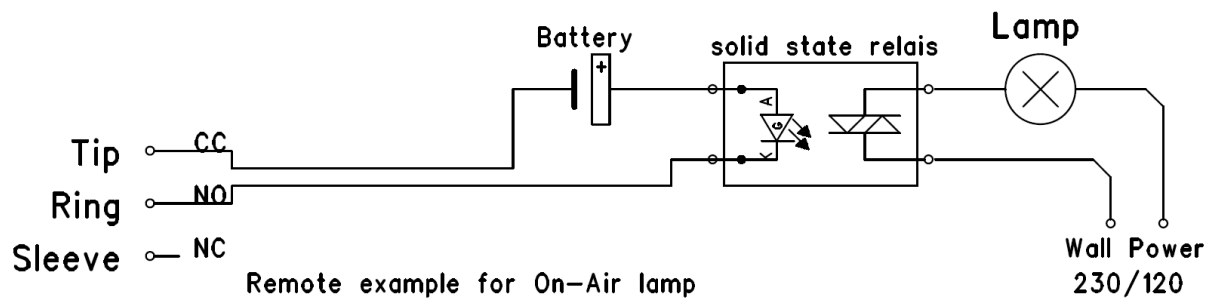 Lamp
Battery
solid state relais
+
A
G
K
Tip CC
Ring NO
Sleeve NC
Wall Power
230/120
Remote example for On-Air lamp